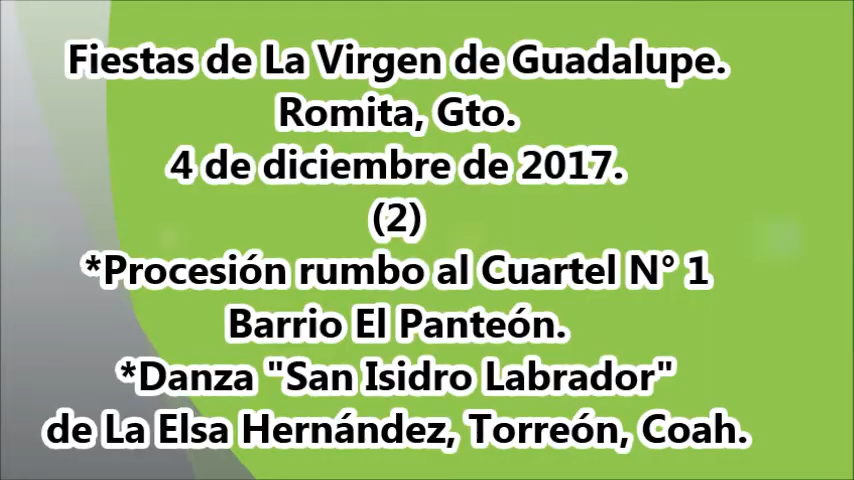 Fiestas de La Virgen de Guadalupe.
Romita, Gto.
4 de diciembre de 2017.
(2)
*Procesión rumbo al Cuartel N° 1
Barrio El Panteón.
*Danza "San Isidro Labrador"
de La Elsa Hernández, Torreón, Coah.